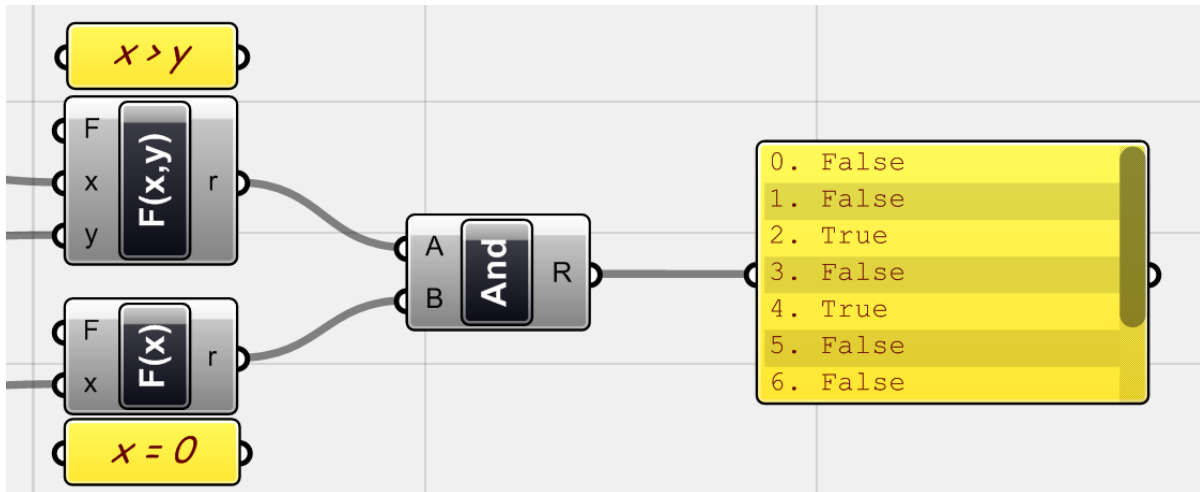 x > y
F
x
y
F(x,y)
r
A
B
And
R
F
x
F(x)
r
x = 0
0. False
1. False
2. True
3. False
4. True
5. False
6. False